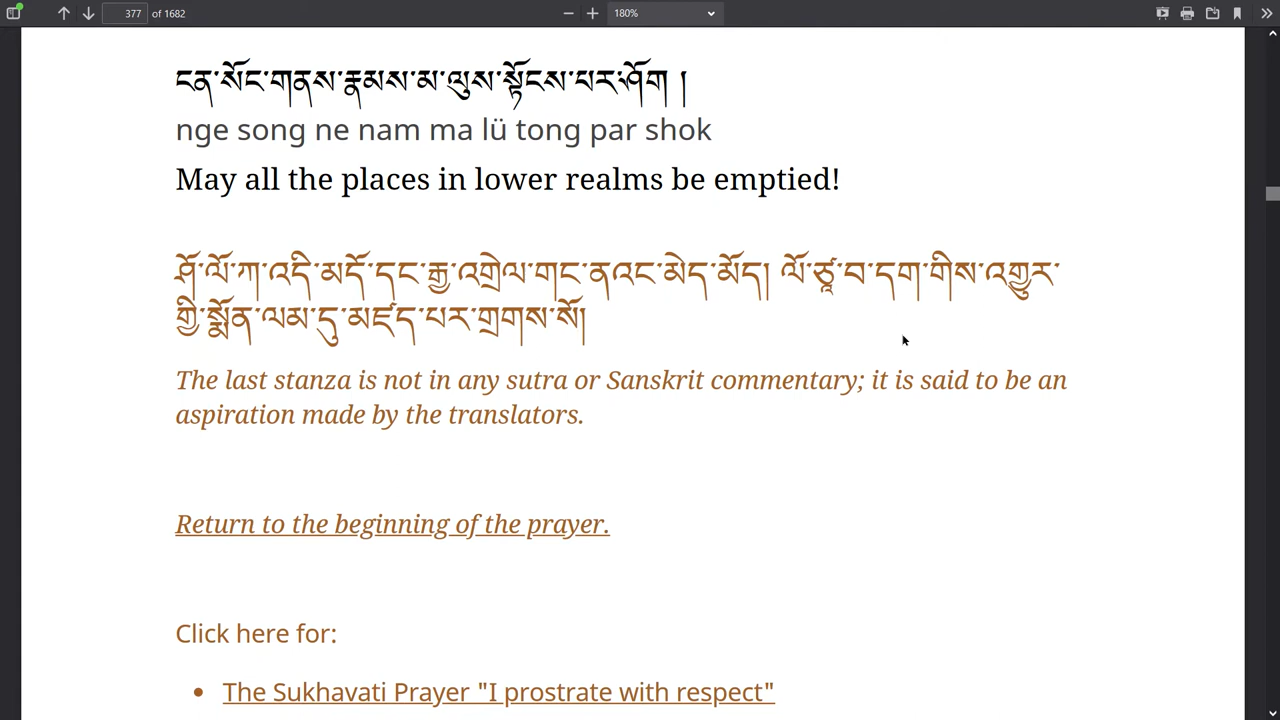 377 of 1682
180%
ངན་སོང་གནས་རྣམས་མ་ལུས་སྟོངས་པར་ཤོག །
nge song ne nam ma lü tong par shok
May all the places in lower realms be emptied!
ཤོ་ལོ་ཀ་འདི་མདོ་དང་རྒྱ་འགྲེལ་གང་ནའང་མེད་མོད། ལོ་ཙཱ་བ་དག་གིས་འགྱུར་
གྱི་སྨོན་ལམ་དུ་མཛད་པར་གྲགས་སོ།
The last stanza is not in any sutra or Sanskrit commentary; it is said to be an
aspiration made by the translators.
Return to the beginning of the prayer.
Click here for:
• The Sukhavati Prayer "I prostrate with respect"